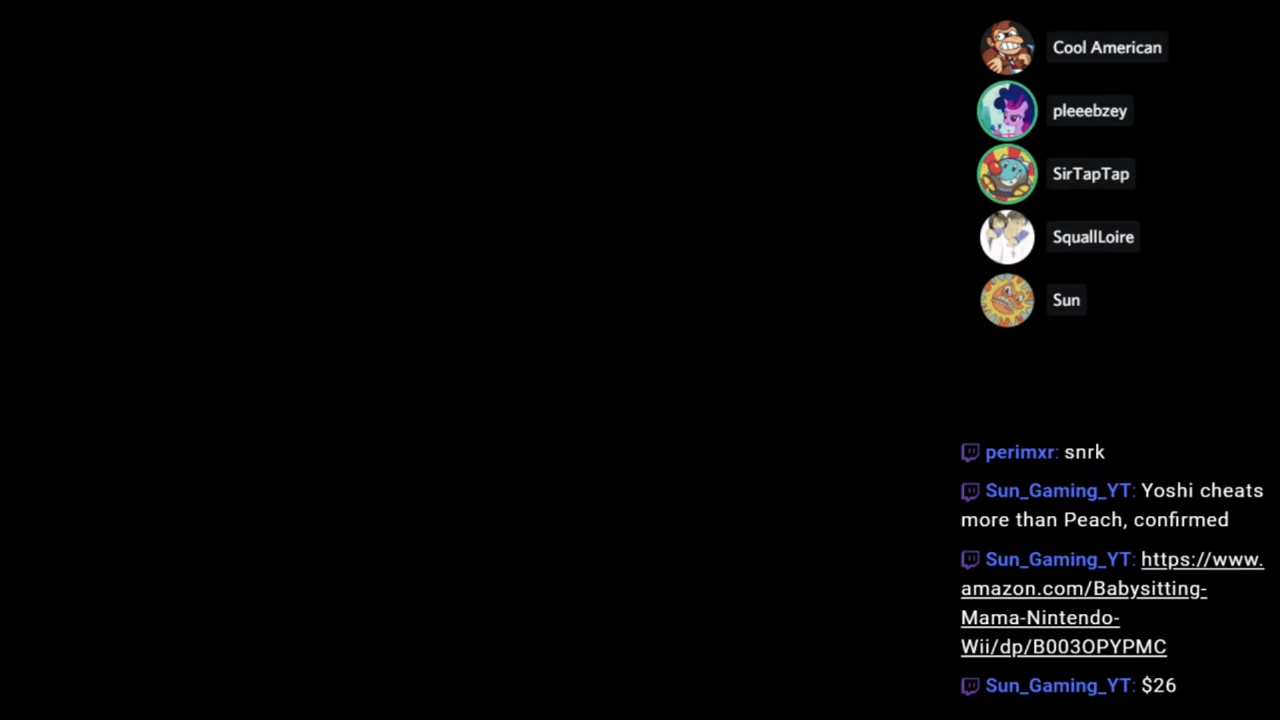 Cool American
pleeebzey
SirTapTap
SquallLoire
Sun
perimxr: snrk
Sun_Gaming_YT: Yoshi cheats
more than Peach, confirmed
Sun_Gaming_YT: https://www.
amazon.com/Babysitting-
Mama-Nintendo-
Wii/dp/B003OPYPMC
Sun_Gaming_YT: $26